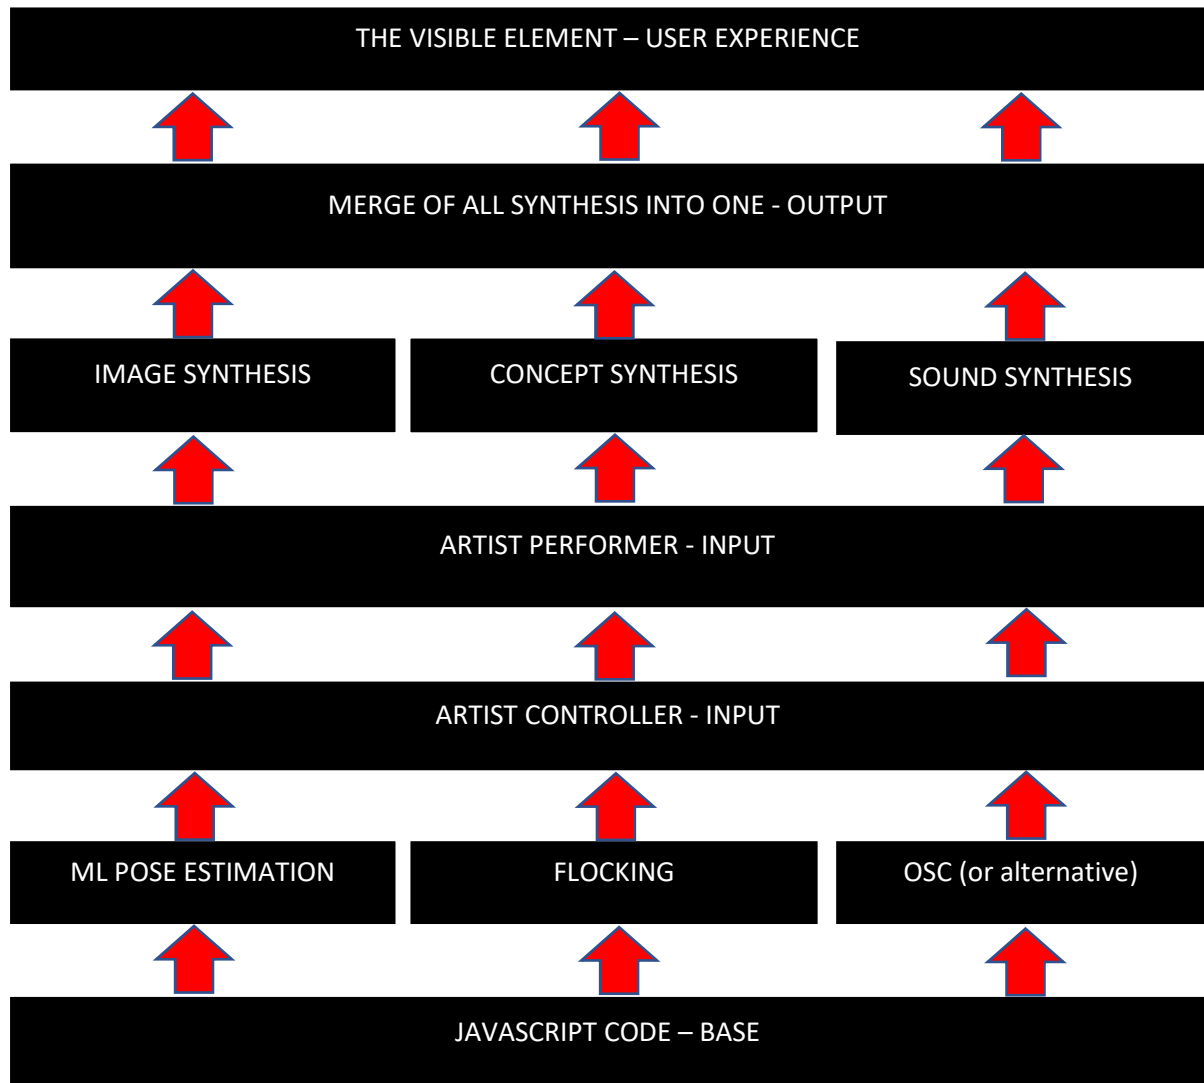 THE VISIBLE ELEMENT – USER EXPERIENCE
MERGE OF ALL SYNTHESIS INTO ONE - OUTPUT
IMAGE SYNTHESIS
CONCEPT SYNTHESIS
SOUND SYNTHESIS
ARTIST PERFORMER - INPUT
ARTIST CONTROLLER - INPUT
ML POSE ESTIMATION
FLOCKING
OSC (or alternative)
JAVASCRIPT CODE – BASE